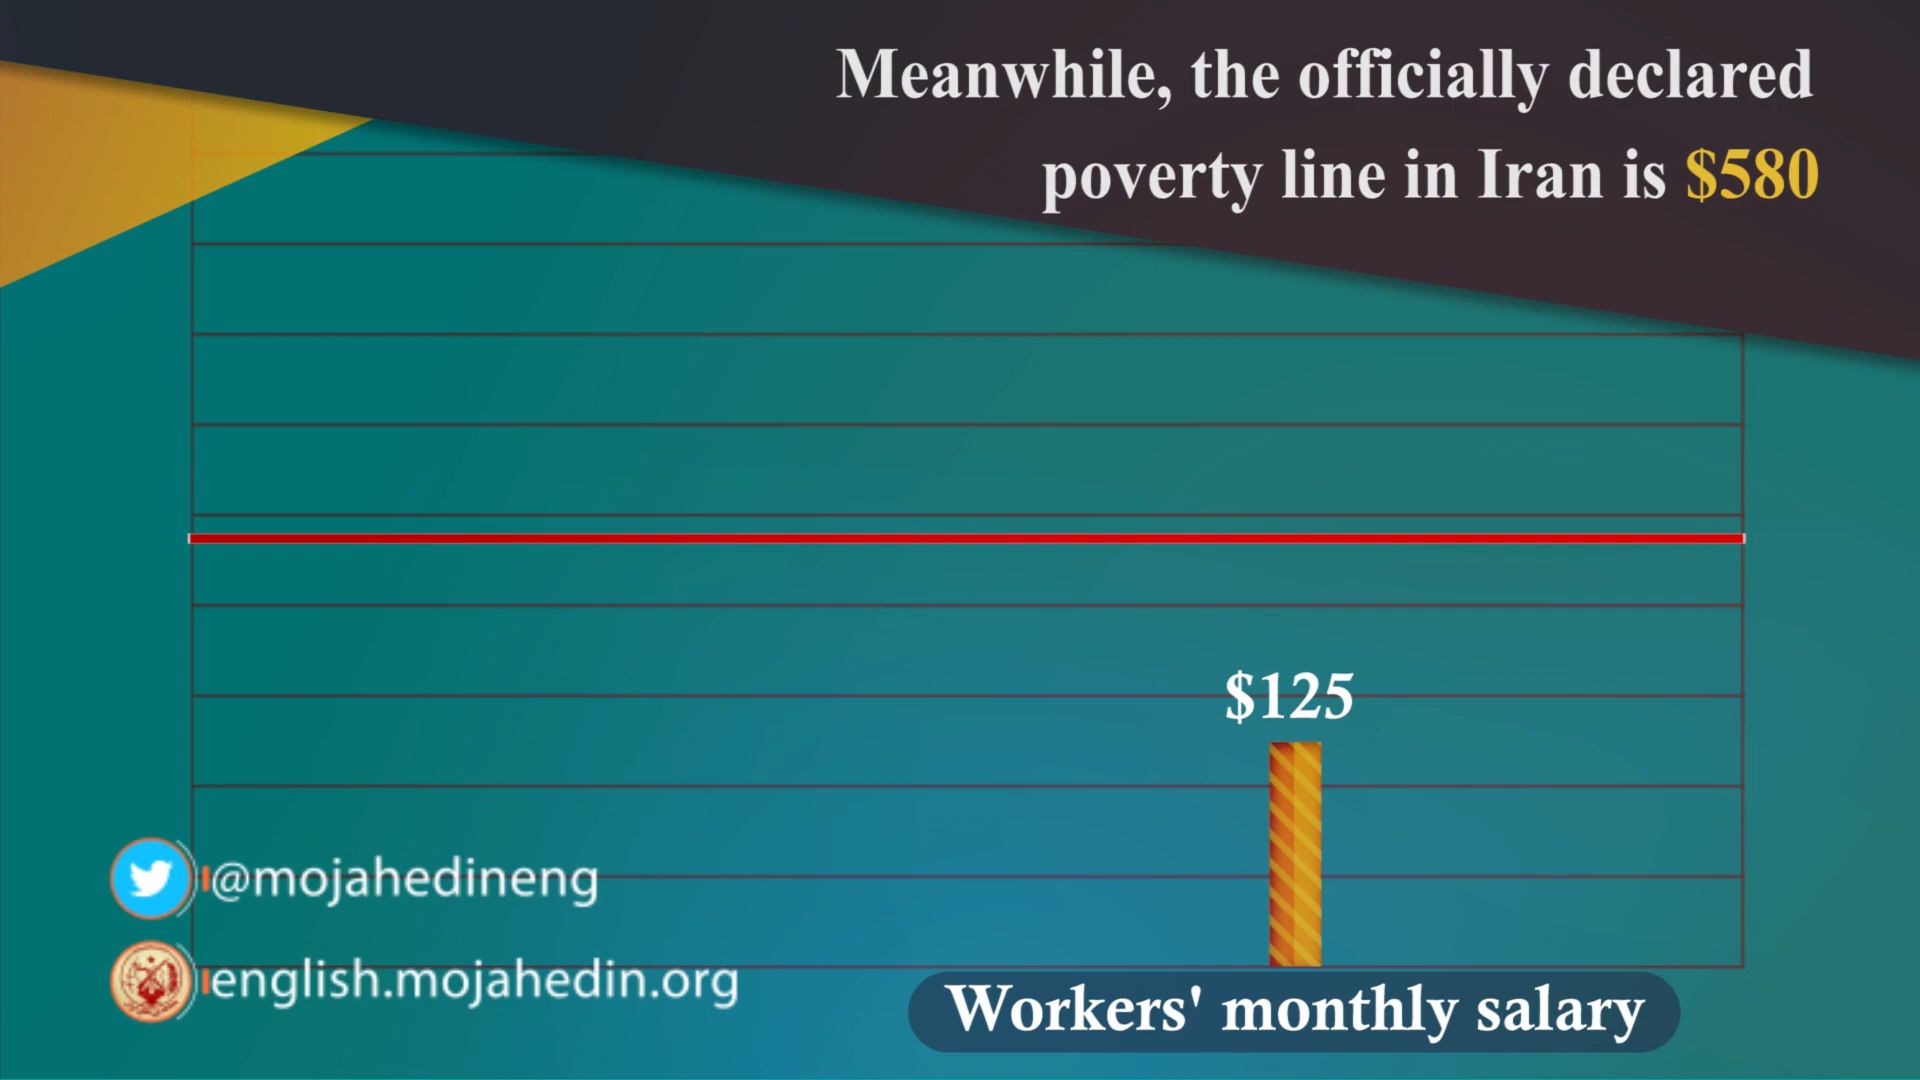 Meanwhile, the officially declared
poverty line in Iran is $580
$125
@mojahedineng
english.mojahedin.org
Workers' monthly salary